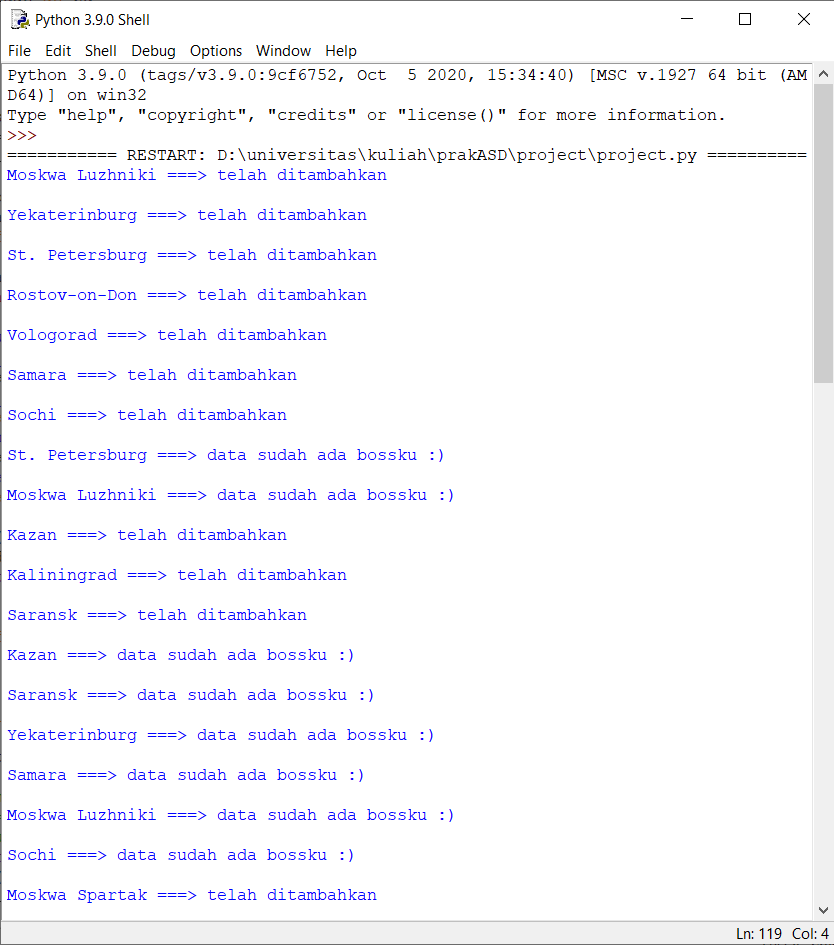 Python 3.9.0 Shell
File Edit Shell Debug Options Window Help
Python 3.9.0 (tags/v3.9.0:9cf6752, Oct  5 2020, 15:34:40) [MSC v.1927 64 bit (AM
D64)] on win32
Type "help", "copyright", "credits" or "license()" for more information.
>>>
=========== RESTART: D:\universitas\kuliah\prakASD\project\project.py ==========
Moskwa Luzhniki ===> telah ditambahkan
Yekaterinburg ===> telah ditambahkan
St. Petersburg ===> telah ditambahkan
Rostov-on-Don ===> telah ditambahkan
Vologorad ===> telah ditambahkan
Samara ===> telah ditambahkan
Sochi ===> telah ditambahkan
St. Petersburg ===> data sudah ada bossku :)
Moskwa Luzhniki ===> data sudah ada bossku :)
Kazan ===> telah ditambahkan
Kaliningrad ===> telah ditambahkan
Saransk ===> telah ditambahkan
Kazan ===> data sudah ada bossku :)
Saransk ===> data sudah ada bossku :)
Yekaterinburg ===> data sudah ada bossku :)
Samara ===> data sudah ada bossku :)
Moskwa Luzhniki ===> data sudah ada bossku :)
Sochi ===> data sudah ada bossku :)
Moskwa Spartak ===> telah ditambahkan
Ln: 119 Col: 4